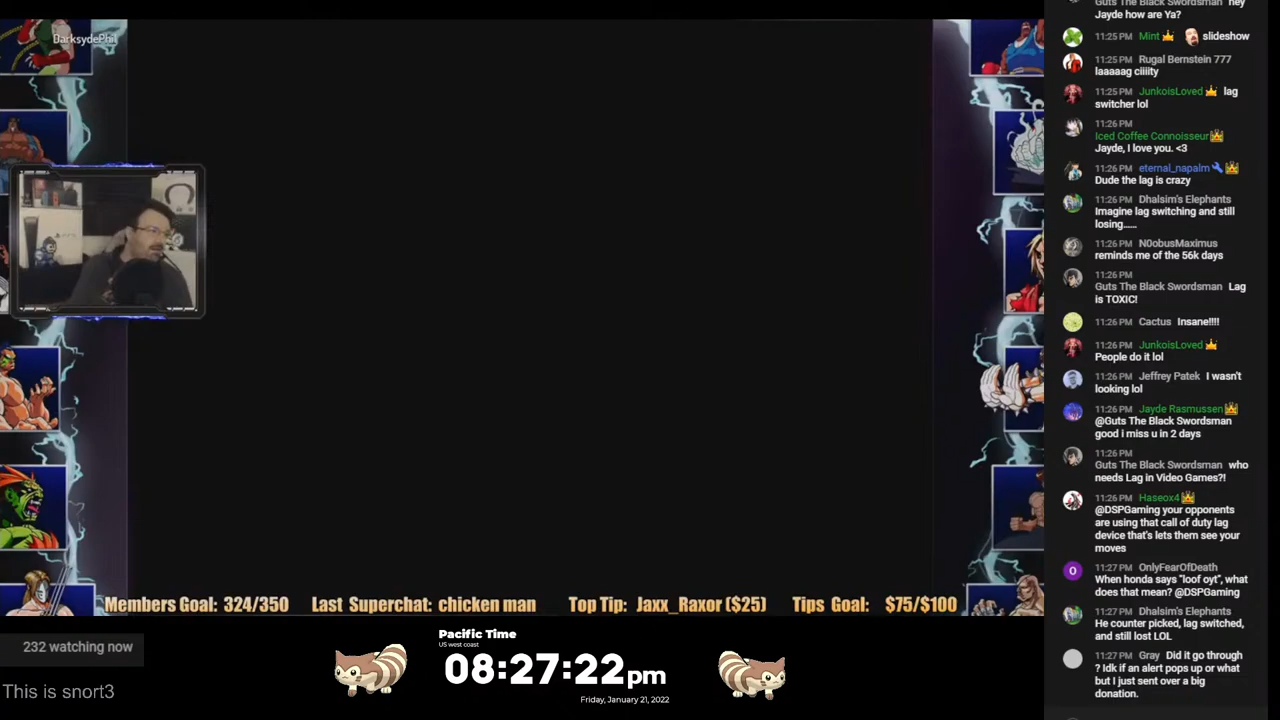 DarksydePhil
Members Goal: 324/350 Last Superchat: chicken man Top Tip: Jaxx_Raxor ($25) Tips Goal: $75/$100
232 watching now
This is snort3
Pacific Time
US west coast
08:27:22pm
Friday, January 21, 2022
Guts The Black Swordsman hey
Jayde how are Ya?
11:25 PM Mint slideshow
11:25 PM Rugal Bernstein 777
laaaaag ciiiity
11:25 PM JunkoisLoved lag
switcher lol
11:26 PM
Iced Coffee Connoisseur
Jayde, I love you. <3
11:26 PM eternal_napalm
Dude the lag is crazy
11:26 PM Dhalsim's Elephants
Imagine lag switching and still
losing......
11:26 PM N0obusMaximus
reminds me of the 56k days
11:26 PM
Guts The Black Swordsman Lag
is TOXIC!
11:26 PM Cactus Insane!!!!
11:26 PM JunkoisLoved
People do it lol
11:26 PM Jeffrey Patek I wasn't
looking lol
11:26 PM Jayde Rasmussen
@Guts The Black Swordsman
good i miss u in 2 days
11:26 PM
Guts The Black Swordsman who
needs Lag in Video Games?!
11:26 PM Haseox4
@DSPGaming your opponents
are using that call of duty lag
device that's lets them see your
moves
O
11:27 PM OnlyFearOfDeath
When honda says "loof oyt", what
does that mean? @DSPGaming
11:27 PM Dhalsim's Elephants
He counter picked, lag switched,
and still lost LOL
11:27 PM Gray Did it go through
? Idk if an alert pops up or what
but I just sent over a big
donation.